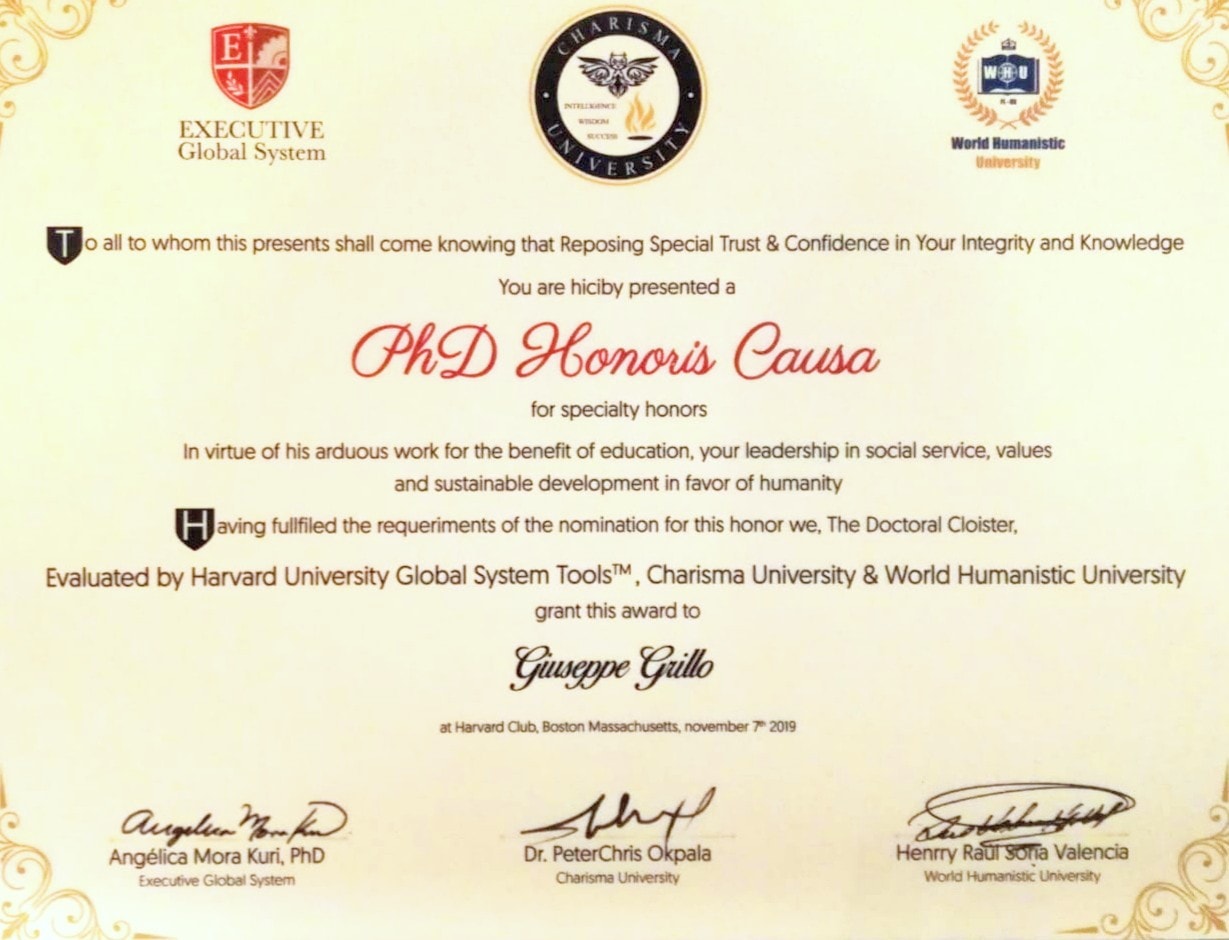 E
EXECUTIVE
Global System
CHARISMA UNIVERSITY
INTELLIGENCE
WISDOM
SUCCESS
WHU
World Humanistic
University
To all to whom this presents shall come knowing that Reposing Special Trust & Confidence in Your Integrity and Knowledge
You are hiciby presented a
PhD Honoris Causa
for specialty honors
In virtue of his arduous work for the benefit of education, your leadership in social service, values
and sustainable development in favor of humanity
Having fullfiled the requeriments of the nomination for this honor we, The Doctoral Cloister,
Evaluated by Harvard University Global System Tools™, Charisma University & World Humanistic University
grant this award to
Giuseppe Grillo
at Harvard Club, Boston Massachusetts, november 7th 2019
Angelica Mora Kuri
Angélica Mora Kuri, PhD
Executive Global System
Dr. PeterChris Okpala
Charisma University
Henrry Raúl Soria Valencia
World Humanistic University